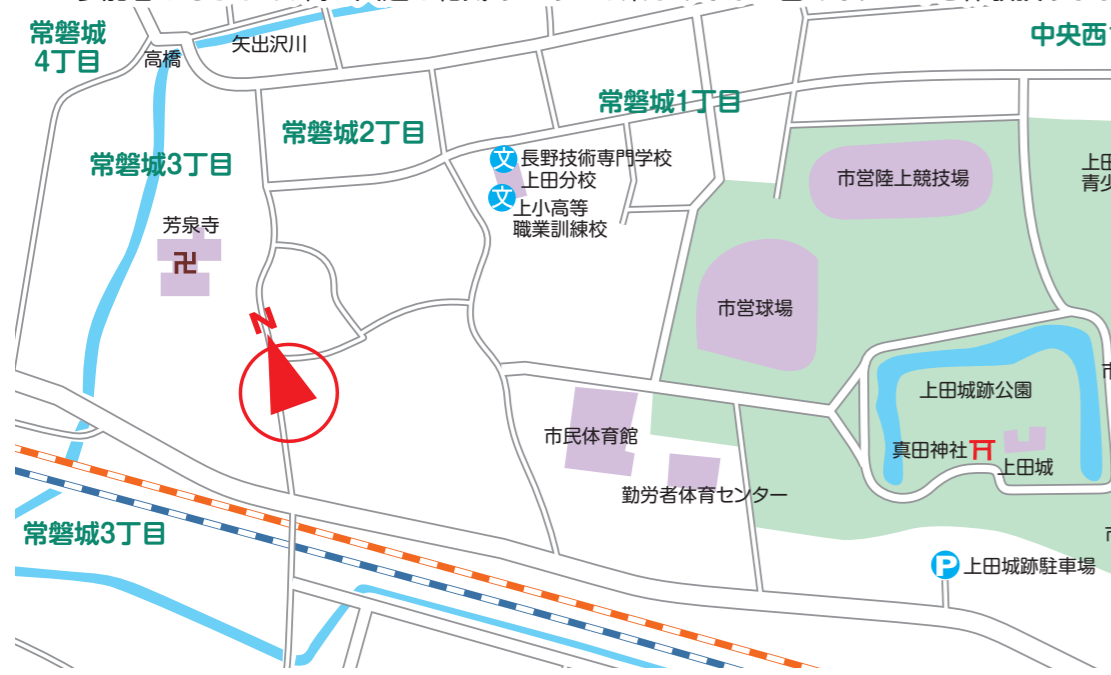 常磐城
4丁目
高橋
矢出沢川
中央西
常磐城1丁目
常磐城2丁目
常磐城3丁目
文
長野技術専門学校
上田分校
文
上小高等
職業訓練校
市営陸上競技場
上田
青少
芳泉寺
卍
市営球場
N
上田城跡公園
市
市民体育館
真田神社
上田城
勤労者体育センター
常磐城3丁目
市
P
上田城跡駐車場